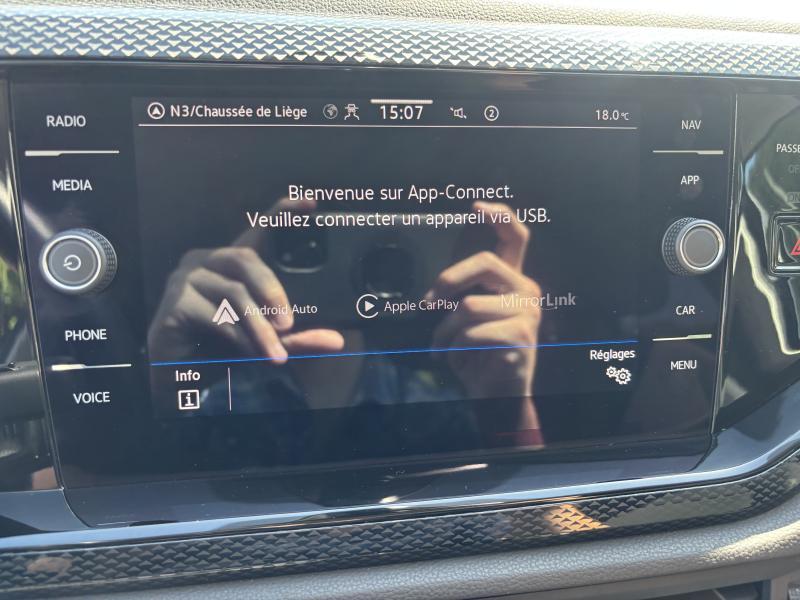 N3/Chaussée de Liège 15:07 2 18.0°C
RADIO
MEDIA
PHONE
VOICE
Bienvenue sur App-Connect.
Veuillez connecter un appareil via USB.
Android Auto Apple CarPlay MirrorLink
Info
i
Réglages
NAV
APP
CAR
MENU